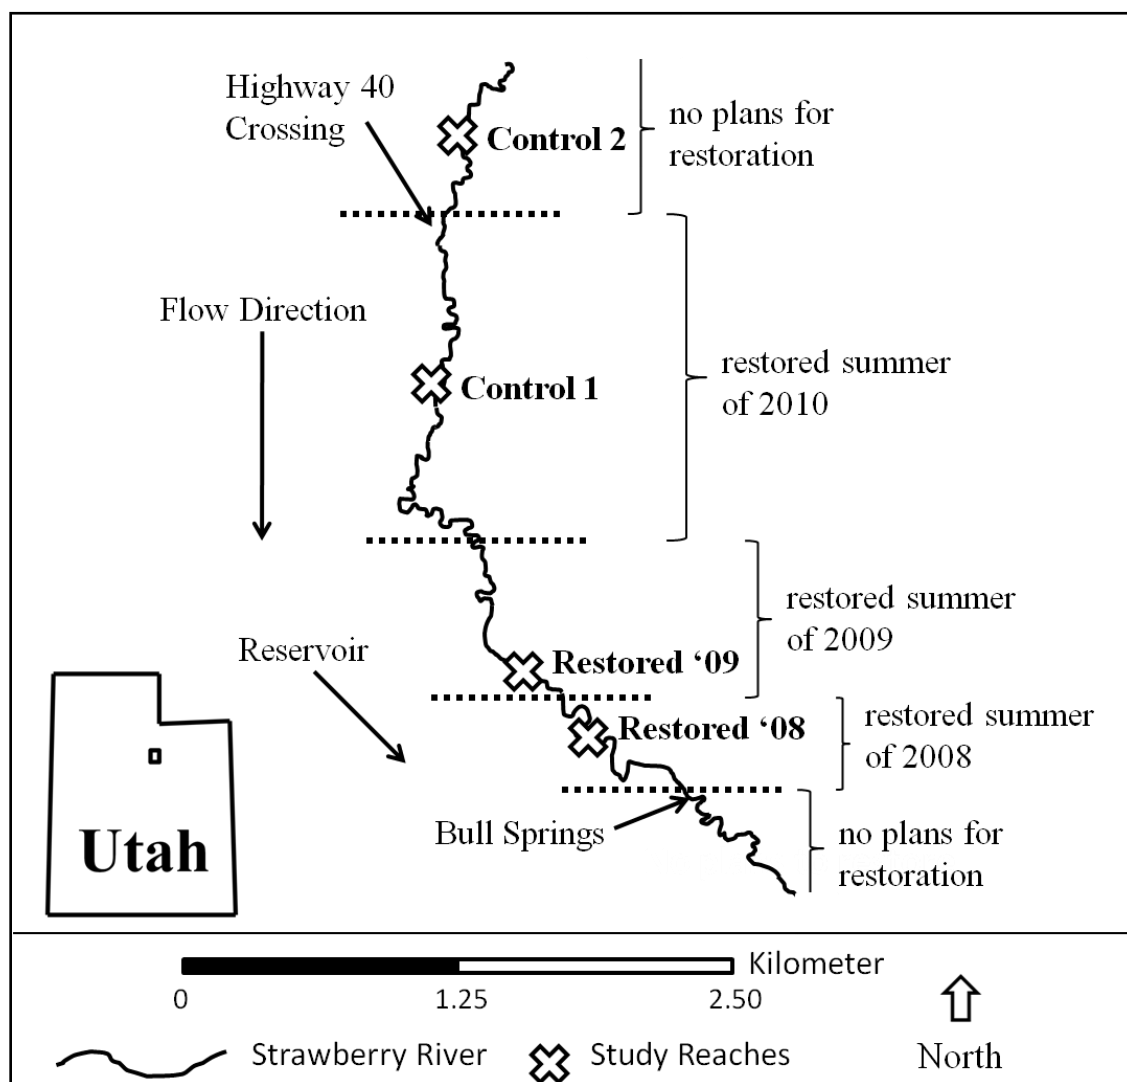 Highway 40
Crossing
no plans for
restoration
Control 2
Flow Direction
restored summer
of 2010
Control 1
restored summer
of 2009
Reservoir
Restored ‘09
restored summer
of 2008
Restored ‘08
Bull Springs
no plans for
restoration
Utah
Kilometer
0 1.25 2.50
Strawberry River
Study Reaches
North